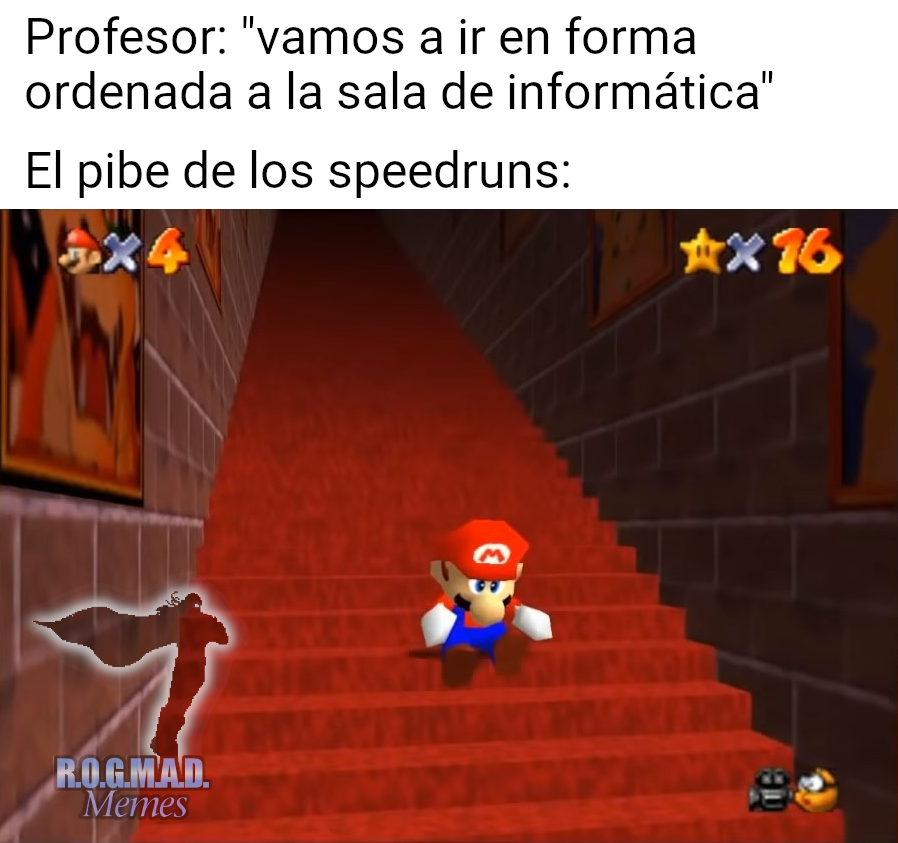 Profesor: "vamos a ir en forma
ordenada a la sala de informática"
El pibe de los speedruns:
x 4
x 16
M
R.O.G.M.A.D.
Memes